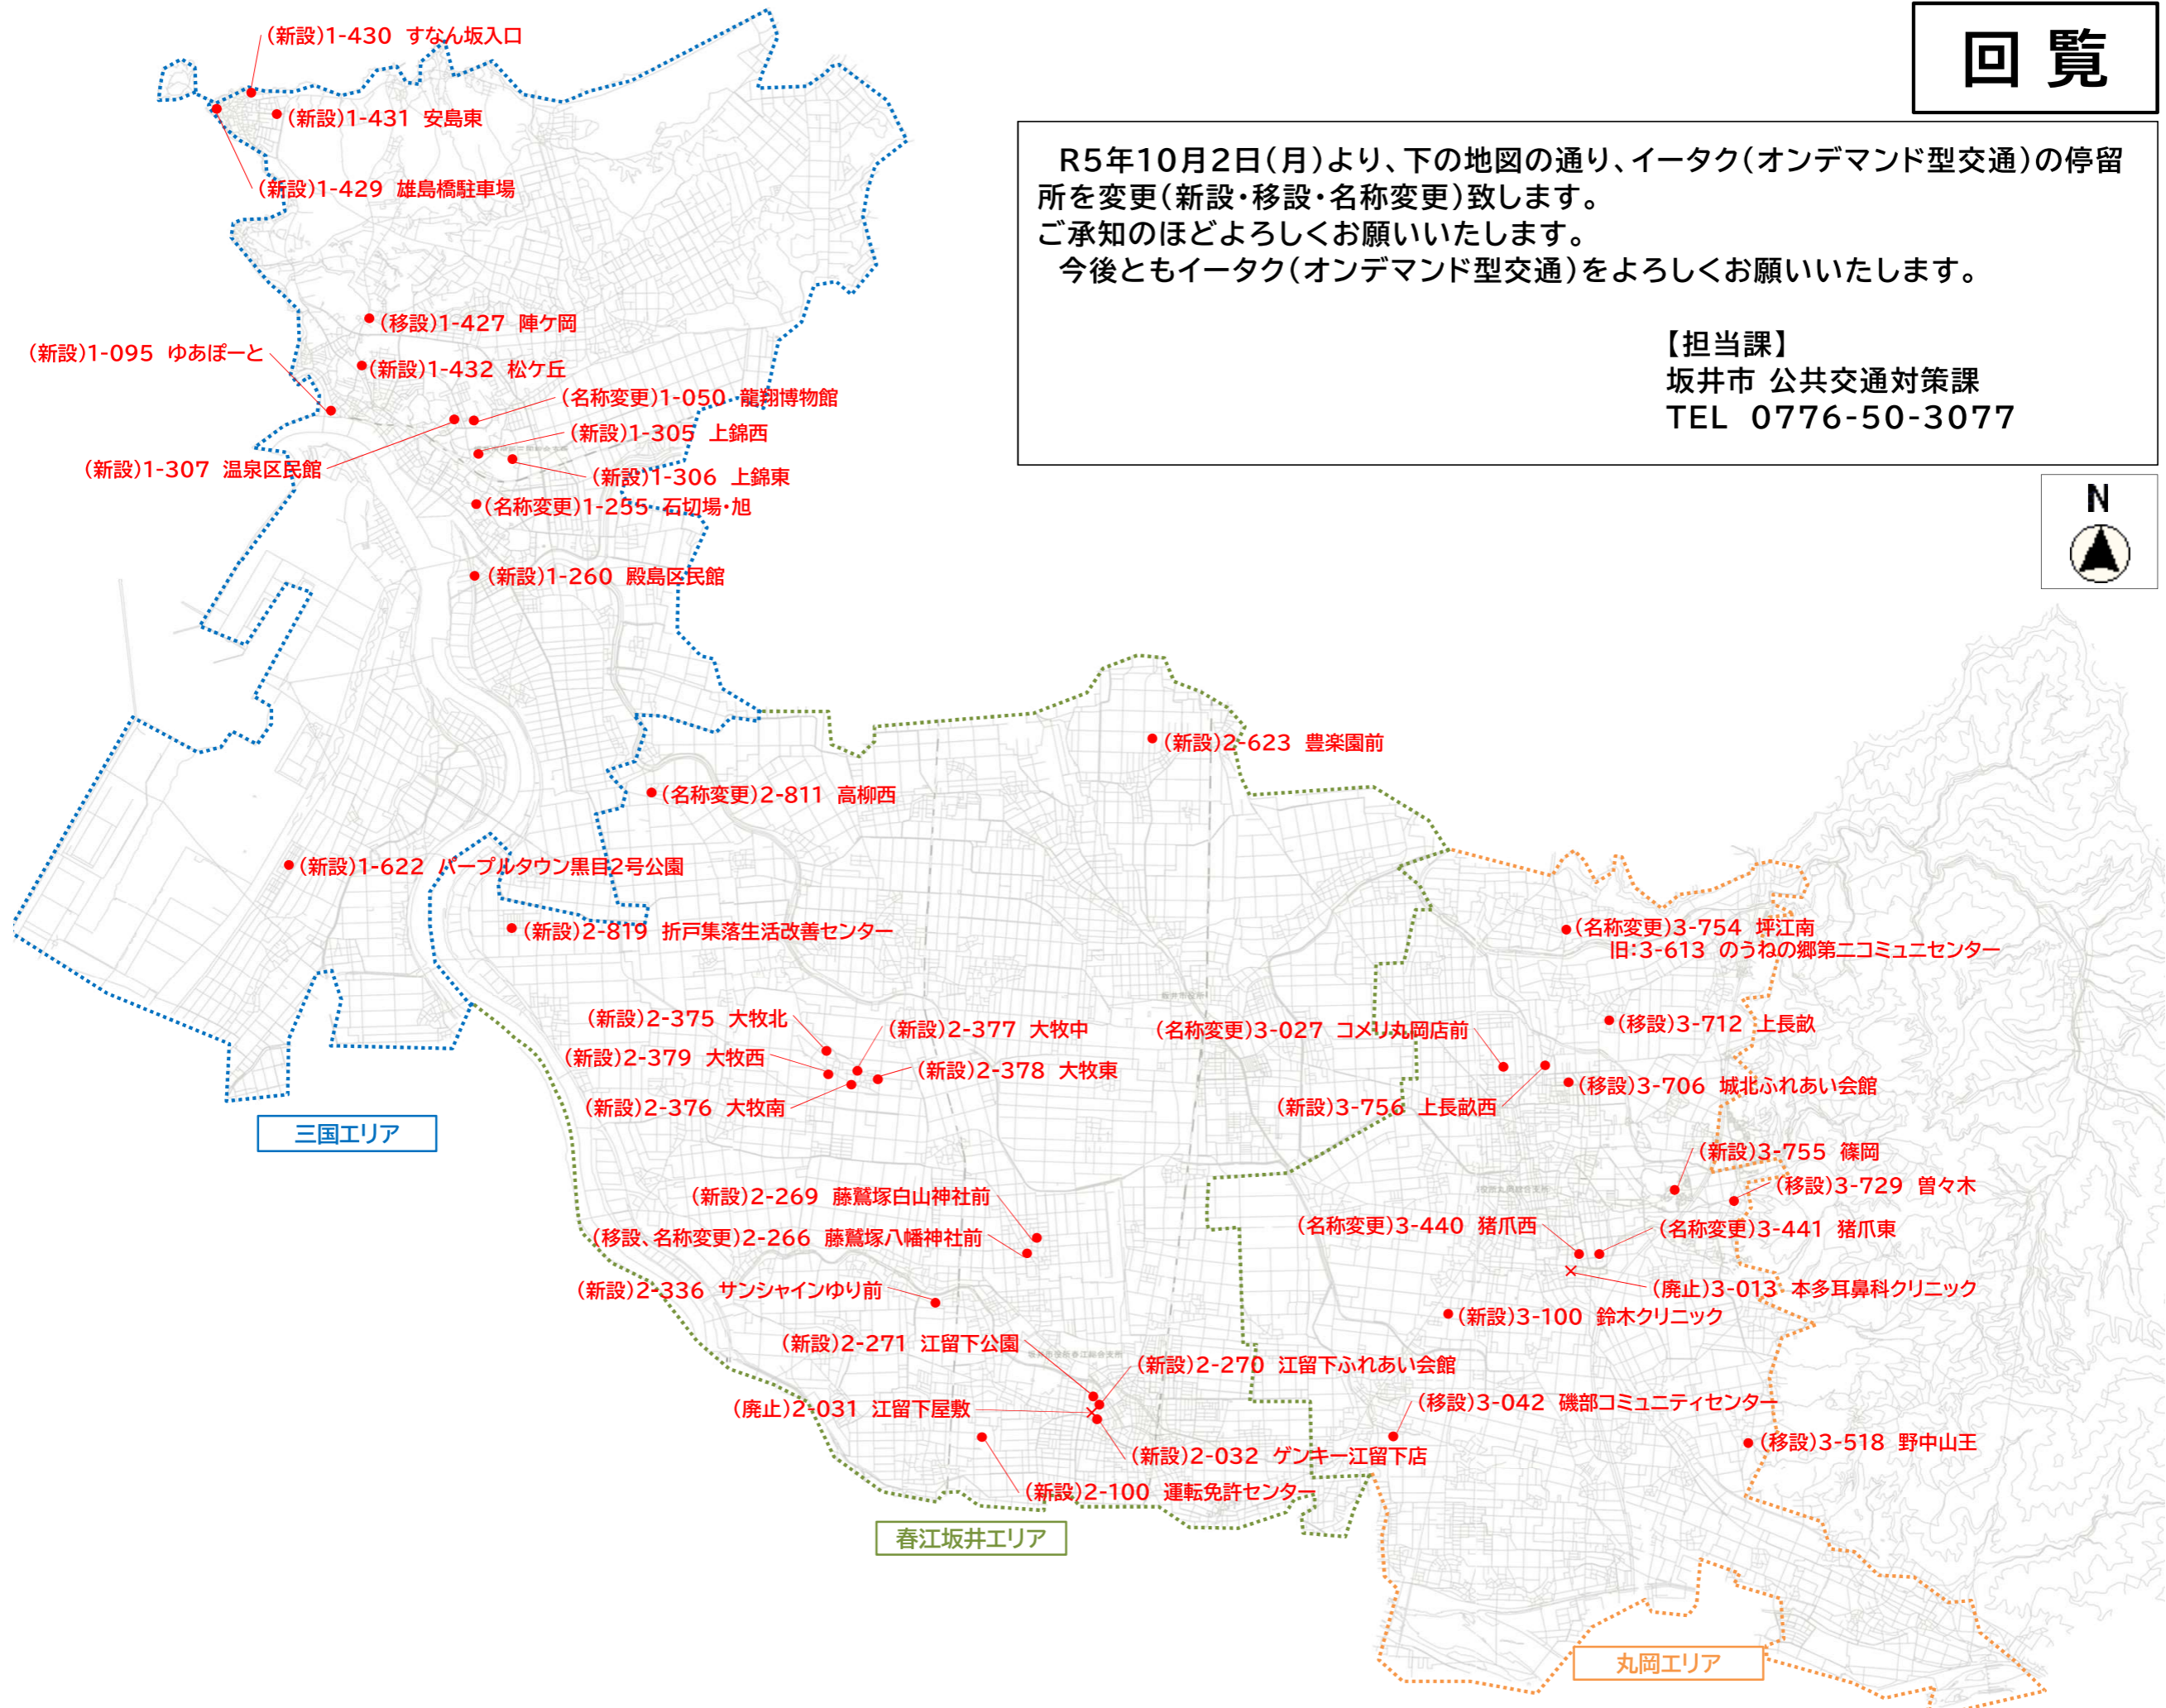 回覧
R5年10月2日(月)より、下の地図の通り、イータク(オンデマンド型交通)の停留
所を変更(新設・移設・名称変更)致します。
ご承知のほどよろしくお願いいたします。
今後ともイータク(オンデマンド型交通)をよろしくお願いいたします。
【担当課】
坂井市 公共交通対策課
TEL 0776-50-3077
N
(新設)1-430 すなん坂入口
(新設)1-431 安島東
(新設)1-429 雄島橋駐車場
(移設)1-427 陣ケ岡
(新設)1-095 ゆあぽーと
(新設)1-432 松ケ丘
(名称変更)1-050 龍翔博物館
(新設)1-305 上錦西
(新設)1-307 温泉区民館
(新設)1-306 上錦東
(名称変更)1-255 石切場・旭
(新設)1-260 殿島区民館
(新設)2-623 豊楽園前
(名称変更)2-811 高柳西
(新設)1-622 パープルタウン黒目2号公園
(新設)2-819 折戸集落生活改善センター
(名称変更)3-754 坪江南
旧:3-613 のうねの郷第二コミュニセンター
坂井市役所
(新設)2-375 大牧北
(新設)2-377 大牧中
(名称変更)3-027 コメリ丸岡店前
(移設)3-712 上長畝
(新設)2-379 大牧西
(新設)2-378 大牧東
(移設)3-706 城北ふれあい会館
(新設)2-376 大牧南
(新設)3-756 上長畝西
三国エリア
(新設)3-755 篠岡
(移設)3-729 曽々木
(新設)2-269 藤鷲塚白山神社前
(名称変更)3-440 猪爪西
(名称変更)3-441 猪爪東
(移設、名称変更)2-266 藤鷲塚八幡神社前
(新設)2-336 サンシャインゆり前
(廃止)3-013 本多耳鼻科クリニック
(新設)3-100 鈴木クリニック
(新設)2-271 江留下公園
坂井市役所春江総合支所
(新設)2-270 江留下ふれあい会館
(廃止)2-031 江留下屋敷
(移設)3-042 磯部コミュニティセンター
(移設)3-518 野中山王
(新設)2-032 ゲンキー江留下店
(新設)2-100 運転免許センター
春江坂井エリア
丸岡エリア